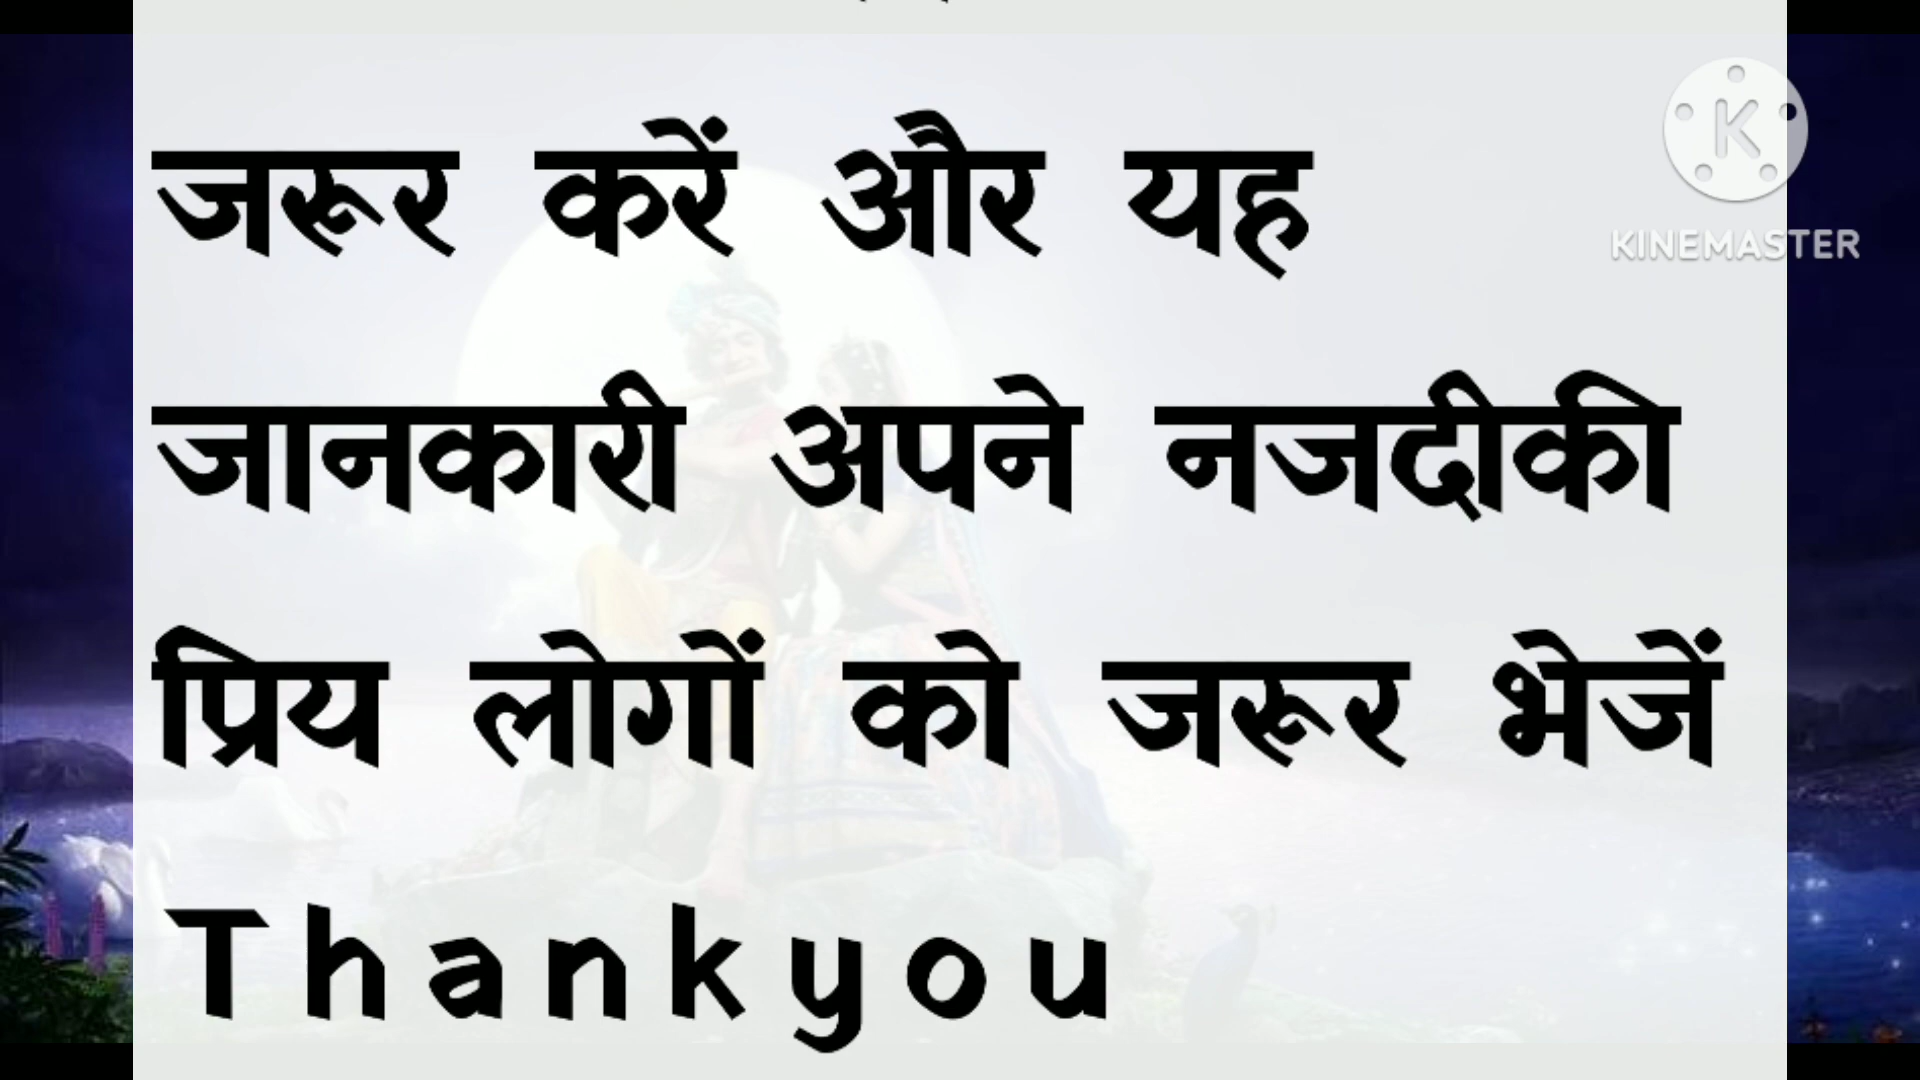 जरूर करें और यह
जानकारी अपने नजदीकी
प्रिय लोगों को जरूर भेजें
Thankyou
K
KINEMASTER